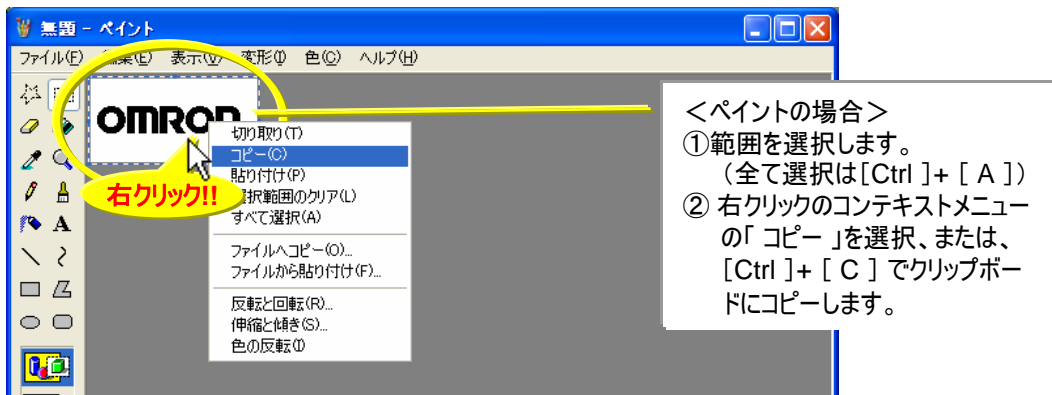 無題 - ペイント
ファイル(F) 編集(E) 表示(V) 変形(I) 色(C) ヘルプ(H)
OMRON
切り取り(T)
コピー(C)
貼り付け(P)
選択範囲のクリア(L)
すべて選択(A)
ファイルへコピー(O)...
ファイルから貼り付け(F)...
反転と回転(R)...
伸縮と傾き(S)...
色の反転(I)
右クリック!!
A
<ペイントの場合>
①範囲を選択します。
(全て選択は[Ctrl ]+ [ A ])
② 右クリックのコンテキストメニュー
の「 コピー 」を選択、または、
[Ctrl ]+ [ C ] でクリップボー
ドにコピーします。